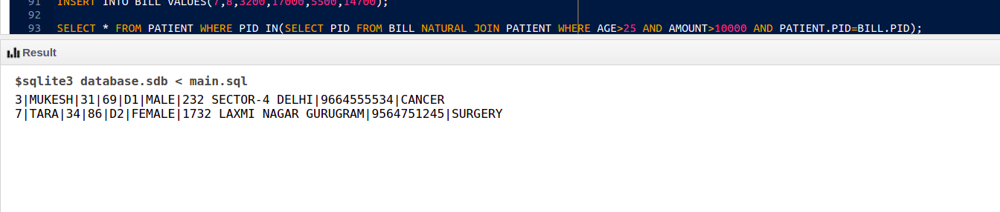 91 INSERT INTO BILL VALUES(7,8,3200,17000,5500,14700);
92
93 SELECT * FROM PATIENT WHERE PID IN(SELECT PID FROM BILL NATURAL JOIN PATIENT WHERE AGE>25 AND AMOUNT>10000 AND PATIENT.PID=BILL.PID);
Result
$sqlite3 database.sdb < main.sql
3|MUKESH|31|69|D1|MALE|232 SECTOR-4 DELHI|9664555534|CANCER
7|TARA|34|86|D2|FEMALE|1732 LAXMI NAGAR GURUGRAM|9564751245|SURGERY